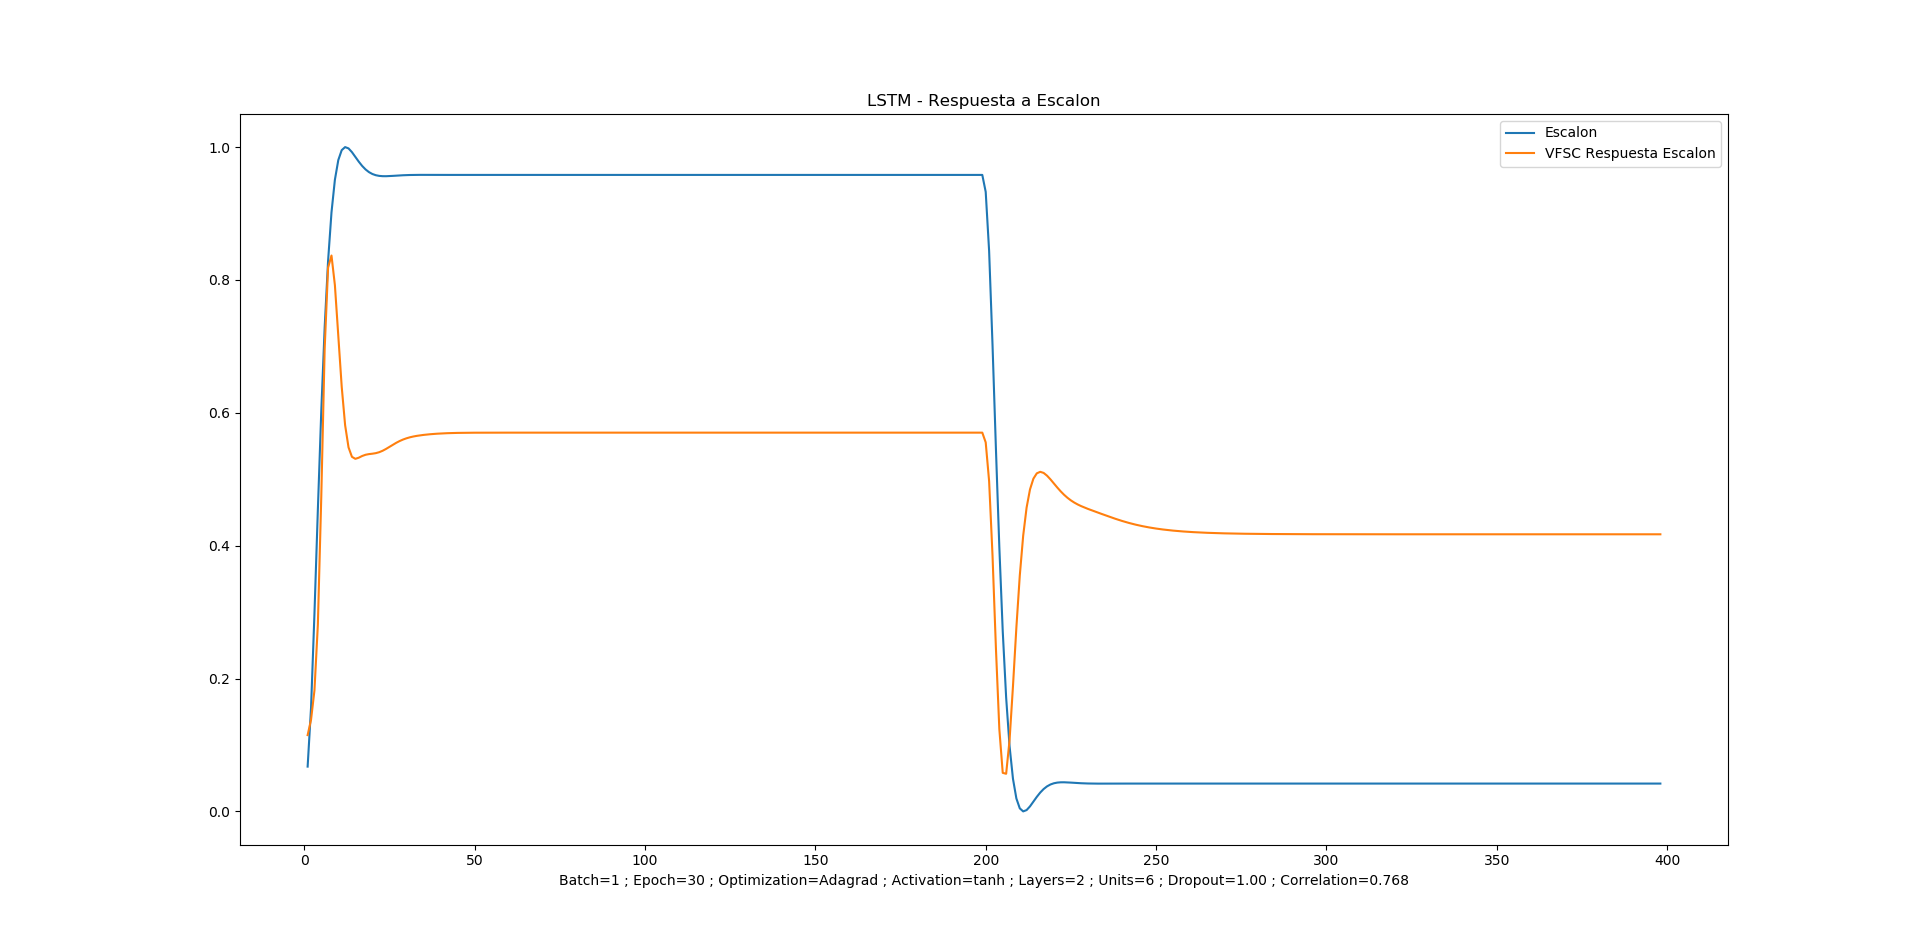 LSTM - Respuesta a Escalon
Escalon
VFSC Respuesta Escalon
1.0
0.8
0.6
0.4
0.2
0.0
0 50 100 150 200 250 300 350 400
Batch=1 ; Epoch=30 ; Optimization=Adagrad ; Activation=tanh ; Layers=2 ; Units=6 ; Dropout=1.00 ; Correlation=0.768